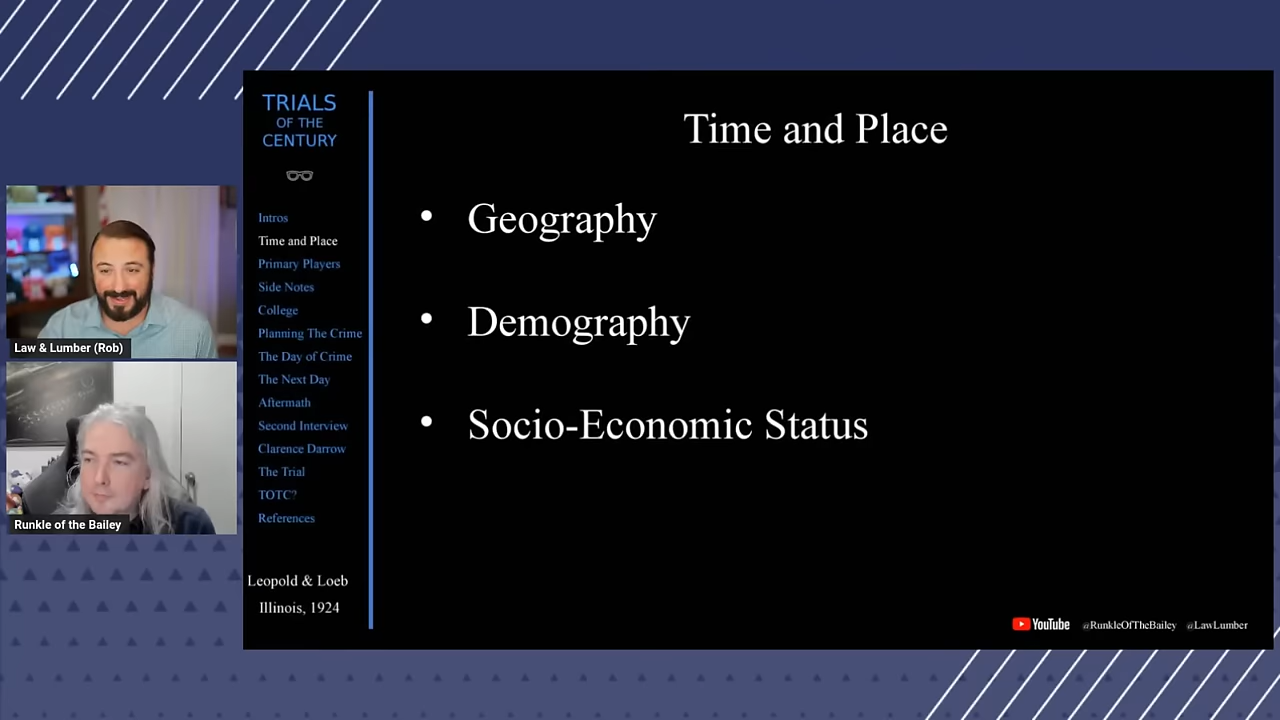 TRIALS
OF THE
CENTURY
Intros
Time and Place
Primary Players
Side Notes
College
Planning The Crime
The Day of Crime
The Next Day
Aftermath
Second Interview
Clarence Darrow
The Trial
TOTC?
References
Leopold & Loeb
Illinois, 1924
Time and Place
• Geography
• Demography
• Socio-Economic Status
YouTube @RunkleOfTheBailey @LawLumber
Law & Lumber (Rob)
Runkle of the Bailey